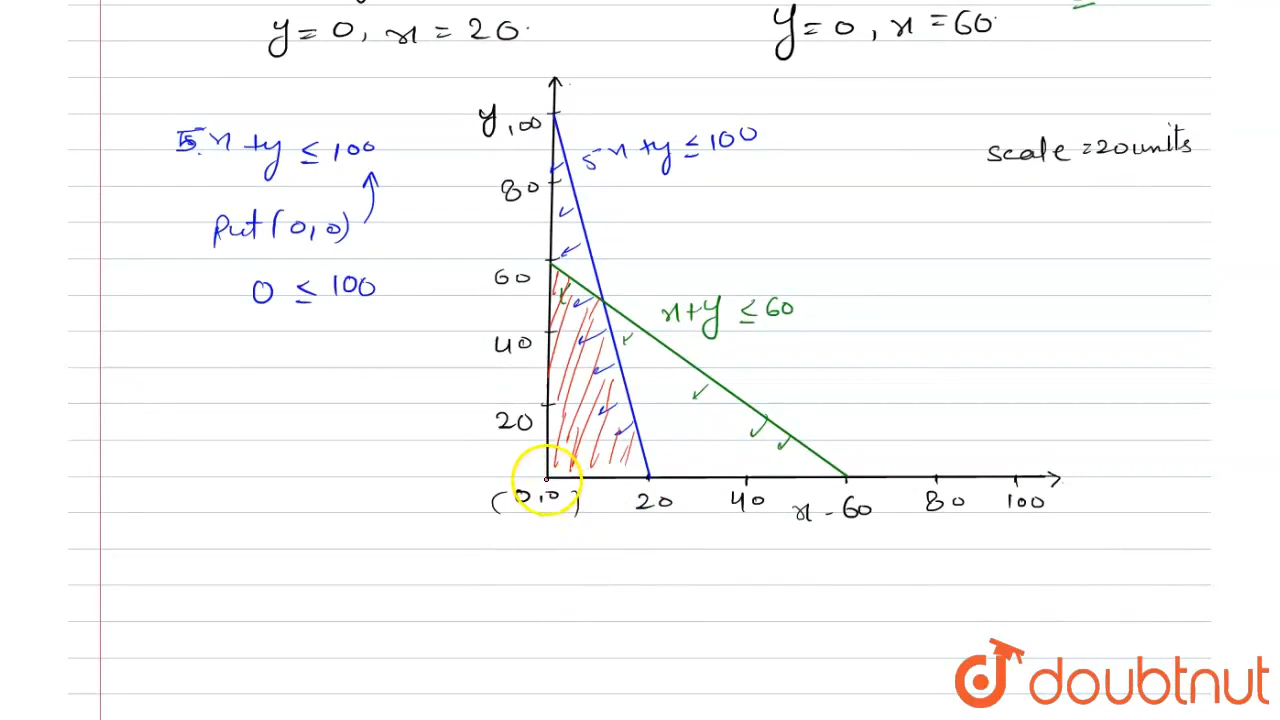 y = 0, x = 20.
y = 0, x = 60.
y, 100
5x + y ≤ 100
5x + y ≤ 100
scale = 20 units
80
Put (0,0)
60
0 ≤ 100
x+y ≤ 60
40
20
(0,0)
20
40
x - 60
80
100
doubtnut